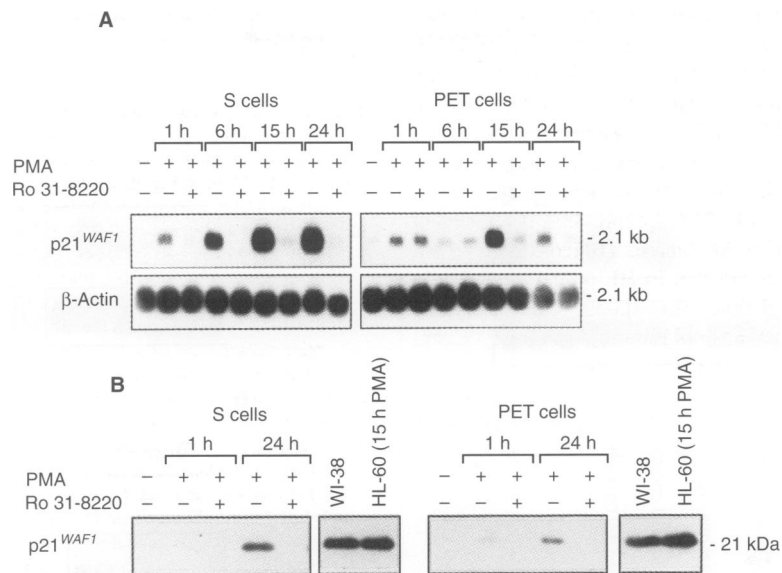 A
S cells PET cells
1 h 6 h 15 h 24 h 1 h 6 h 15 h 24 h
PMA – + + + + + + + + – + + + + + + + +
Ro 31-8220 – – + – + – + – + – – + – + – + – +
p21WAF1 - 2.1 kb
β-Actin - 2.1 kb
B
S cells PET cells
1 h 24 h WI-38 HL-60 (15 h PMA) 1 h 24 h WI-38 HL-60 (15 h PMA)
PMA – + + + + – + + + +
Ro 31-8220 – – + – + – – + – +
p21WAF1 - 21 kDa